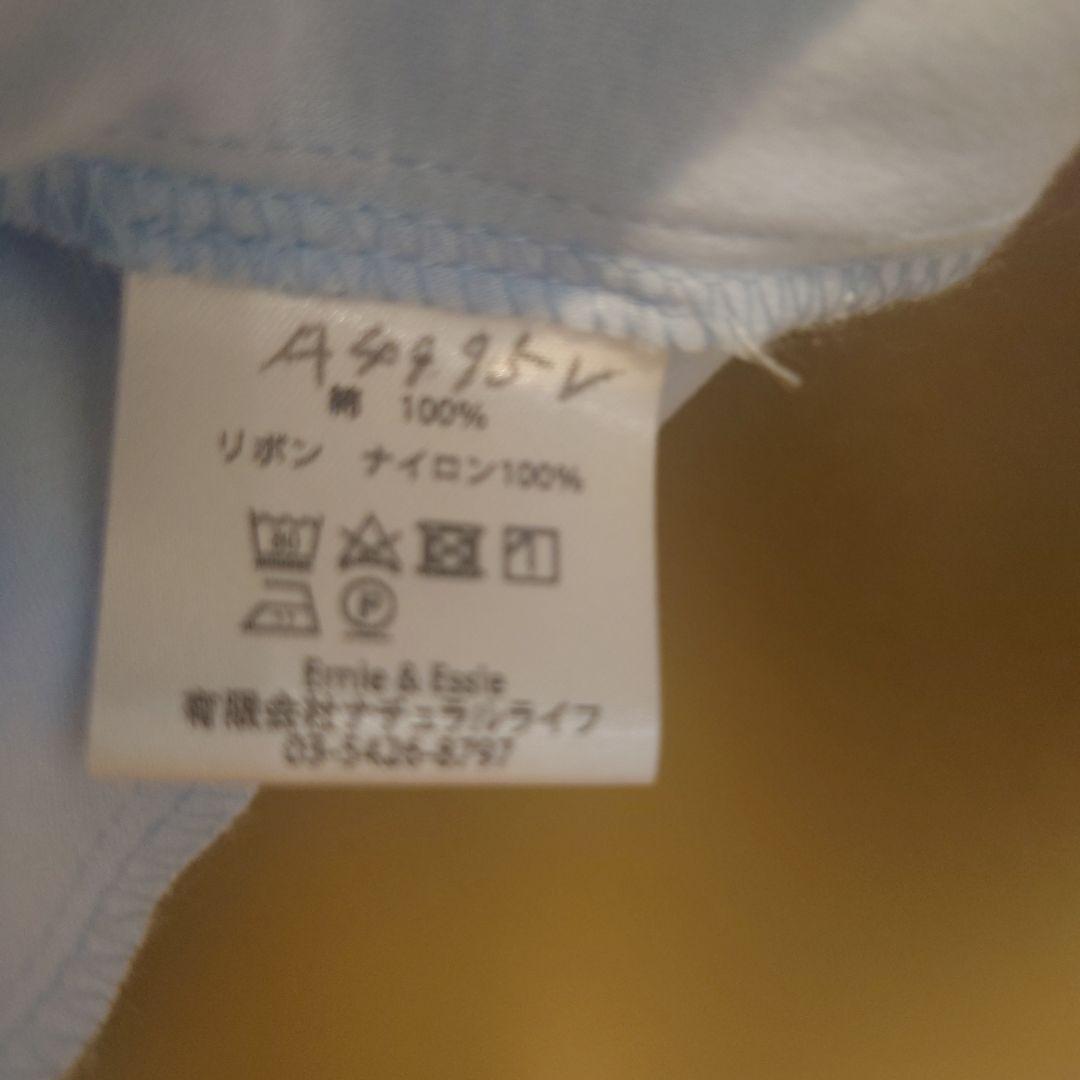 綿 100%
リボン ナイロン100%
Ernie & Essie
有限会社ナチュラルライフ
03-5426-8797